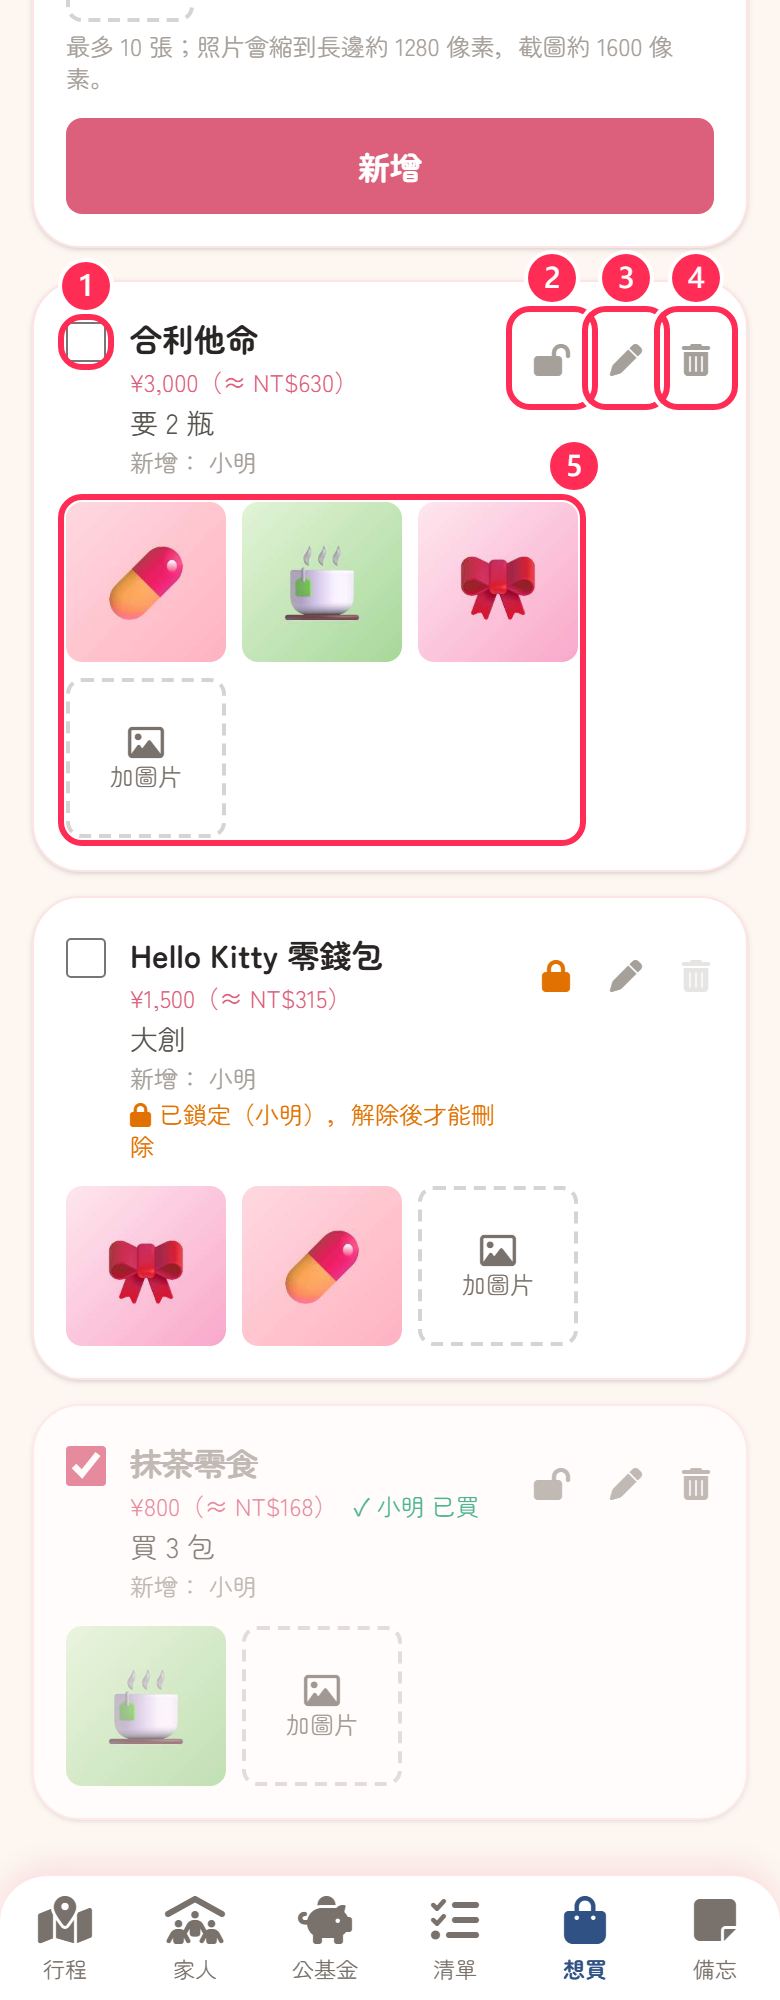 最多 10 張；照片會縮到長邊約 1280 像素，截圖約 1600 像
素。
新增
1
2
3
4
合利他命
¥3,000（≈ NT$630）
要 2 瓶
新增： 小明
5
加圖片
Hello Kitty 零錢包
¥1,500（≈ NT$315）
大創
新增： 小明
已鎖定（小明），解除後才能刪
除
加圖片
抹茶零食
¥800（≈ NT$168） ✓ 小明 已買
買 3 包
新增： 小明
加圖片
行程
家人
公基金
清單
想買
備忘